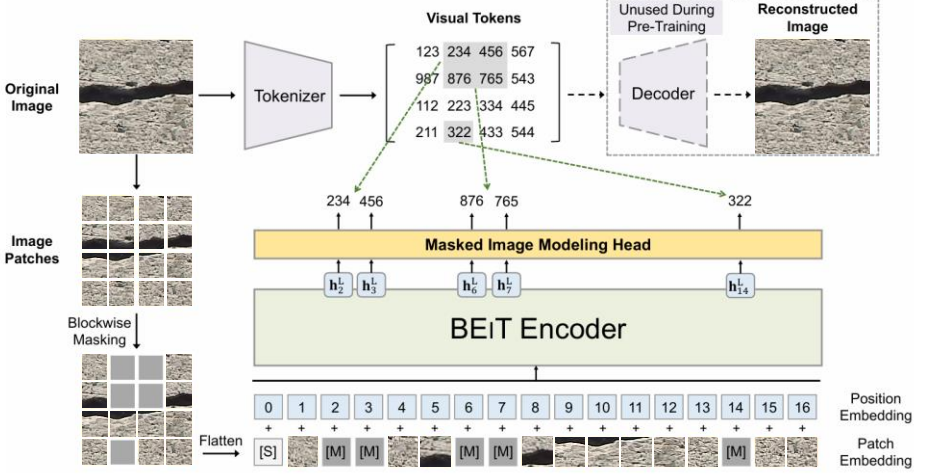 Visual Tokens
Unused During
Pre-Training
Reconstructed
Image
Original
Image
Tokenizer
123 234 456 567
987 876 765 543
112 223 334 445
211 322 433 544
Decoder
234 456 876 765 322
Image
Patches
Masked Image Modeling Head
h₂ᴸ h₃ᴸ h₆ᴸ h₇ᴸ h₁₄ᴸ
BEIT Encoder
Blockwise
Masking
0 1 2 3 4 5 6 7 8 9 10 11 12 13 14 15 16
Position
Embedding
+ + + + + + + + + + + + + + + + +
Flatten
[S] [M] [M] [M] [M] [M]
Patch
Embedding